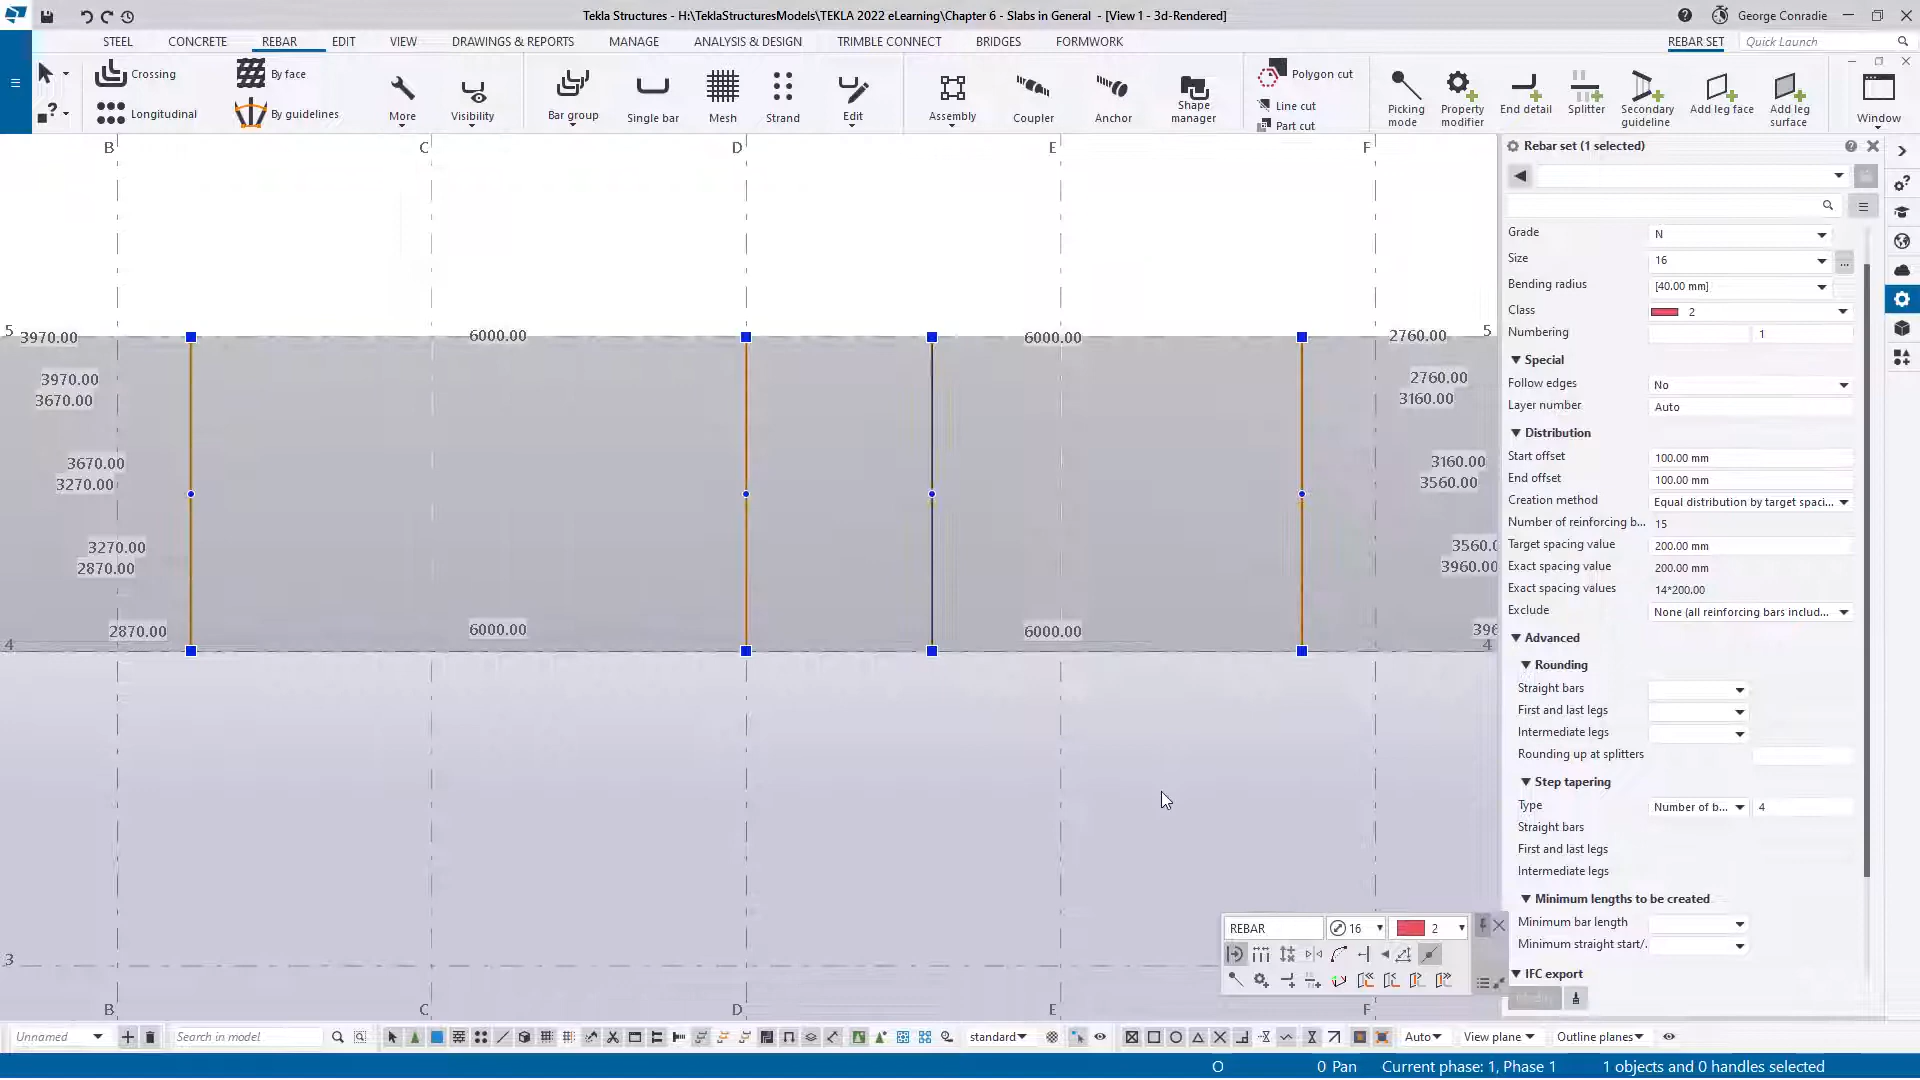 Tekla Structures - H:\TeklaStructuresModels\TEKLA 2022 eLearning\Chapter 6 - Slabs in General - [View 1 - 3d-Rendered]
George Conradie
STEEL CONCRETE REBAR EDIT VIEW DRAWINGS & REPORTS MANAGE ANALYSIS & DESIGN TRIMBLE CONNECT BRIDGES FORMWORK REBAR SET Quick Launch
Crossing By face Polygon cut
Longitudinal By guidelines More Visibility Bar group Single bar Mesh Strand Edit Assembly Coupler Anchor Shape manager Line cut Picking mode Property modifier End detail Splitter Secondary guideline Add leg face Add leg surface Window
Part cut
B C D E F
Rebar set (1 selected)
Grade N
Size 16 ...
Bending radius [40.00 mm]
Class 2
Numbering 1
Special
Follow edges No
Layer number Auto
Distribution
Start offset 100.00 mm
End offset 100.00 mm
Creation method Equal distribution by target spaci...
Number of reinforcing b... 15
Target spacing value 200.00 mm
Exact spacing value 200.00 mm
Exact spacing values 14*200.00
Exclude None (all reinforcing bars includ...
Advanced
Rounding
Straight bars
First and last legs
Intermediate legs
Rounding up at splitters
Step tapering
Type Number of b... 4
Straight bars
First and last legs
Intermediate legs
Minimum lengths to be created
Minimum bar length
Minimum straight start/.
IFC export
5 3970.00 6000.00 6000.00 2760.00 5
3970.00 2760.00
3670.00 3160.00
3670.00 3160.00
3270.00 3560.00
3270.00 3560.0
2870.00 3960.00
2870.00 6000.00 6000.00 396
4 4
REBAR 16 2
3
B C D E F
Unnamed Search in model standard Auto View plane Outline planes
O 0 Pan Current phase: 1, Phase 1 1 objects and 0 handles selected